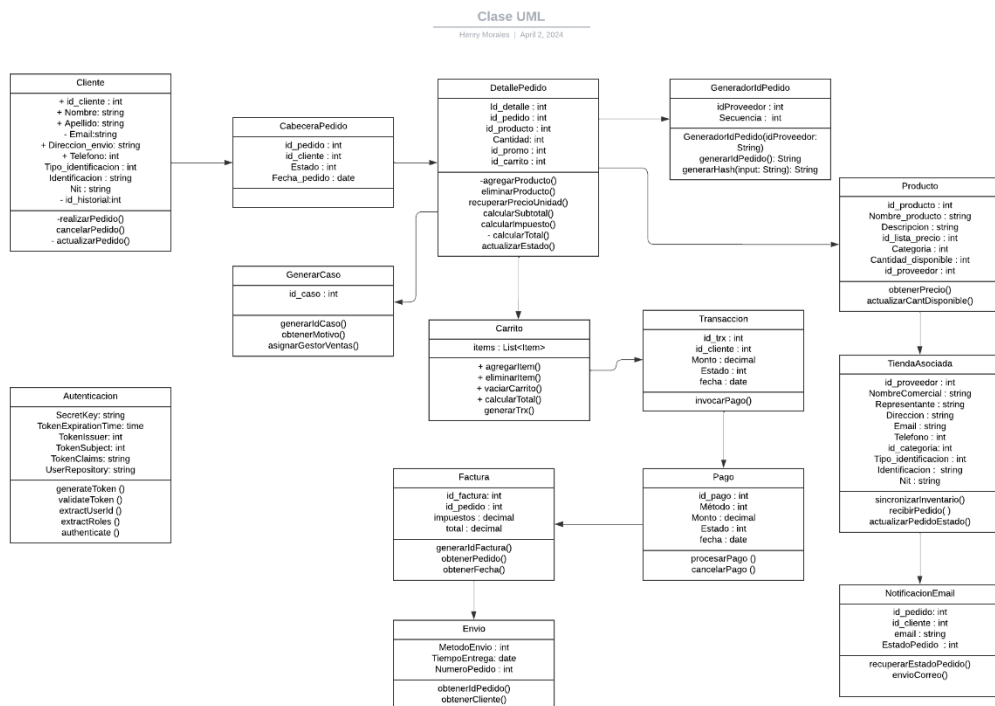 Clase UML
Henry Morales | April 2, 2024
Cliente
+ id_cliente : int
+ Nombre: string
+ Apellido: string
- Email:string
+ Direccion_envio: string
+ Telefono: int
Tipo_identificacion : int
Identificacion : string
Nit : string
- id_historial:int
-realizarPedido()
cancelarPedido()
- actualizarPedido()
CabeceraPedido
id_pedido : int
id_cliente : int
Estado : int
Fecha_pedido : date
DetallePedido
Id_detalle : int
id_pedido : int
id_producto : int
Cantidad: int
id_promo : int
id_carrito : int
-agregarProducto()
eliminarProducto()
recuperarPrecioUnidad()
calcularSubtotal()
calcularImpuesto()
- calcularTotal()
actualizarEstado()
GeneradorIdPedido
idProveedor : int
Secuencia : int
GeneradorIdPedido(idProveedor:
String)
generarIdPedido(): String
generarHash(input: String): String
Producto
id_producto : int
Nombre_producto : string
Descripcion : string
id_lista_precio : int
Categoria : int
Cantidad_disponible : int
id_proveedor : int
obtenerPrecio()
actualizarCantDisponible()
GenerarCaso
id_caso : int
generarIdCaso()
obtenerMotivo()
asignarGestorVentas()
Carrito
items : List<Item>
+ agregarItem()
+ eliminarItem()
+ vaciarCarrito()
+ calcularTotal()
generarTrx()
Transaccion
id_trx : int
id_cliente : int
Monto : decimal
Estado : int
fecha : date
invocarPago()
TiendaAsociada
id_proveedor : int
NombreComercial : string
Representante : string
Direccion : string
Email : string
Telefono : int
id_categoria: int
Tipo_identificacion : int
Identificacion : string
Nit : string
sincronizarInventario()
recibirPedido( )
actualizarPedidoEstado()
Autenticacion
SecretKey: string
TokenExpirationTime: time
TokenIssuer: int
TokenSubject: int
TokenClaims: string
UserRepository: string
generateToken ()
validateToken ()
extractUserId ()
extractRoles ()
authenticate ()
Factura
id_factura: int
id_pedido : int
impuestos : decimal
total : decimal
generarIdFactura()
obtenerPedido()
obtenerFecha()
Pago
id_pago : int
Método : int
Monto : decimal
Estado : int
fecha : date
procesarPago ()
cancelarPago ()
NotificacionEmail
id_pedido: int
id_cliente : int
email : string
EstadoPedido : int
recuperarEstadoPedido()
envioCorreo()
Envio
MetodoEnvio : int
TiempoEntrega: date
NumeroPedido : int
obtenerIdPedido()
obtenerCliente()